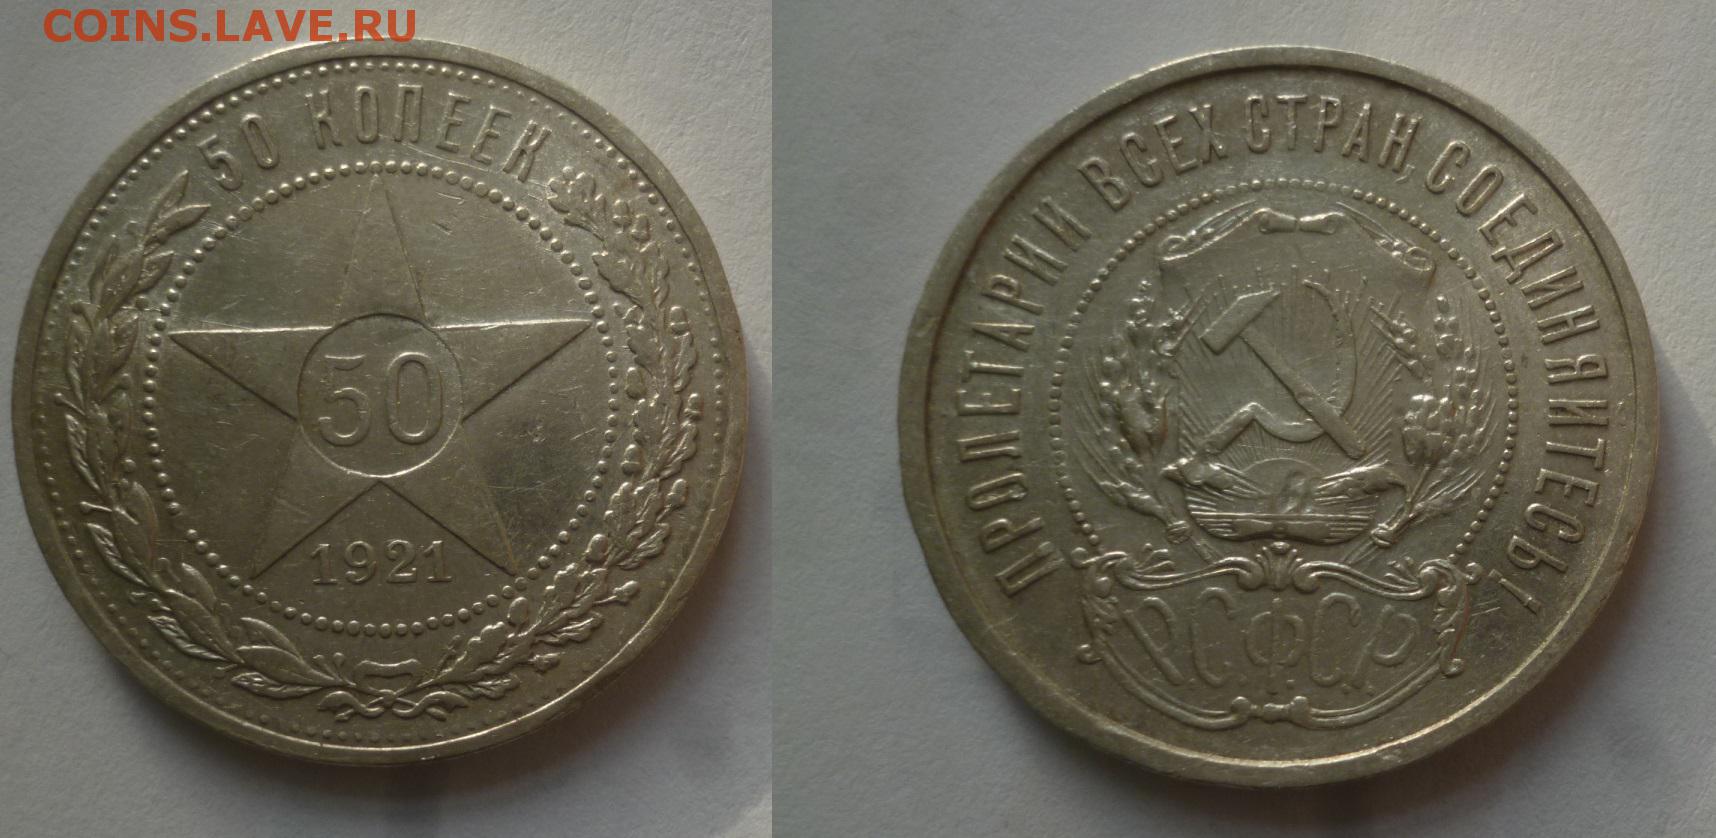 COINS.LAVE.RU
50 КОПЕЕК
50
1921
ПРОЛЕТАРИИ ВСЕХ СТРАН, СОЕДИНЯЙТЕСЬ!
Р.С.Ф.С.Р.